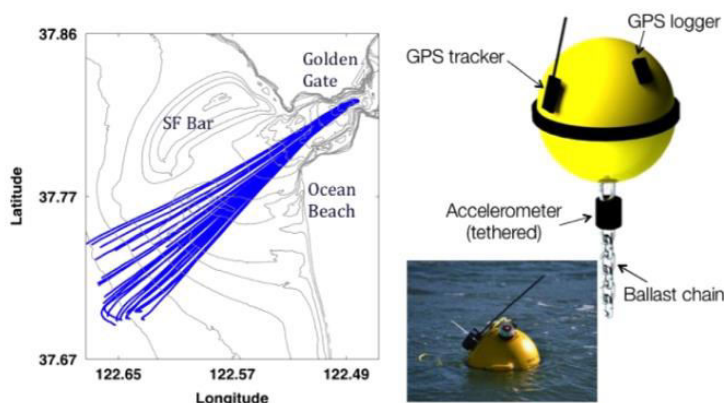 37.86
37.77
37.67
Latitude
122.65
122.57
122.49
Longitude
Golden
Gate
SF Bar
Ocean
Beach
GPS logger
GPS tracker
Accelerometer
(tethered)
Ballast chain